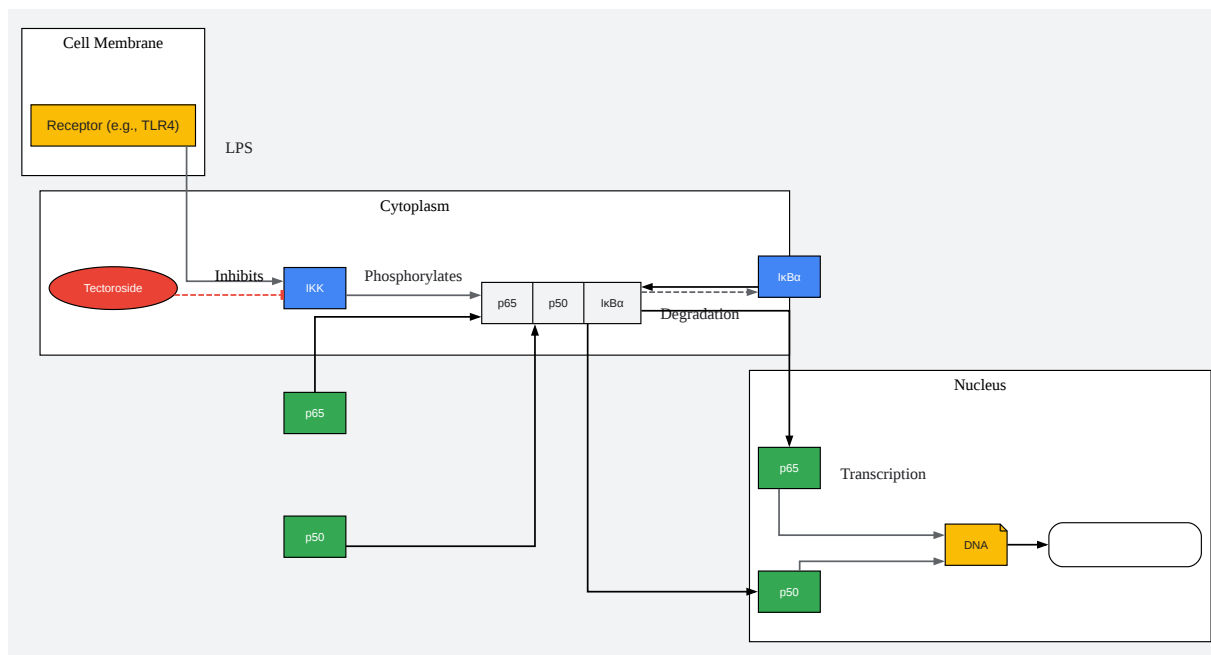 Cell Membrane
Receptor (e.g., TLR4)
LPS
Cytoplasm
Tectoroside
Inhibits
IKK
Phosphorylates
p65
p50
IκBα
IκBα
Degradation
p65
p50
Nucleus
p65
Transcription
DNA
p50